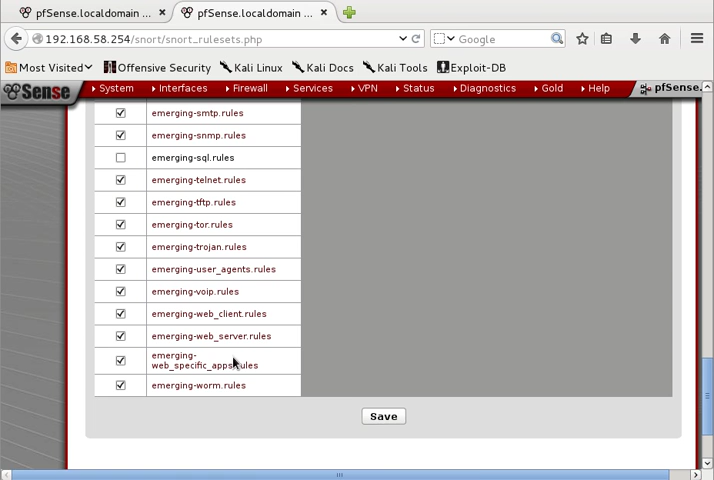 pfSense.localdomain ...
pfSense.localdomain ...
192.168.58.254/snort/snort_rulesets.php
Google
Most Visited
Offensive Security
Kali Linux
Kali Docs
Kali Tools
Exploit-DB
Sense
System
Interfaces
Firewall
Services
VPN
Status
Diagnostics
Gold
Help
pfSense.
emerging-smtp.rules
emerging-snmp.rules
emerging-sql.rules
emerging-telnet.rules
emerging-tftp.rules
emerging-tor.rules
emerging-trojan.rules
emerging-user_agents.rules
emerging-voip.rules
emerging-web_client.rules
emerging-web_server.rules
emerging-
web_specific_apps.rules
emerging-worm.rules
Save